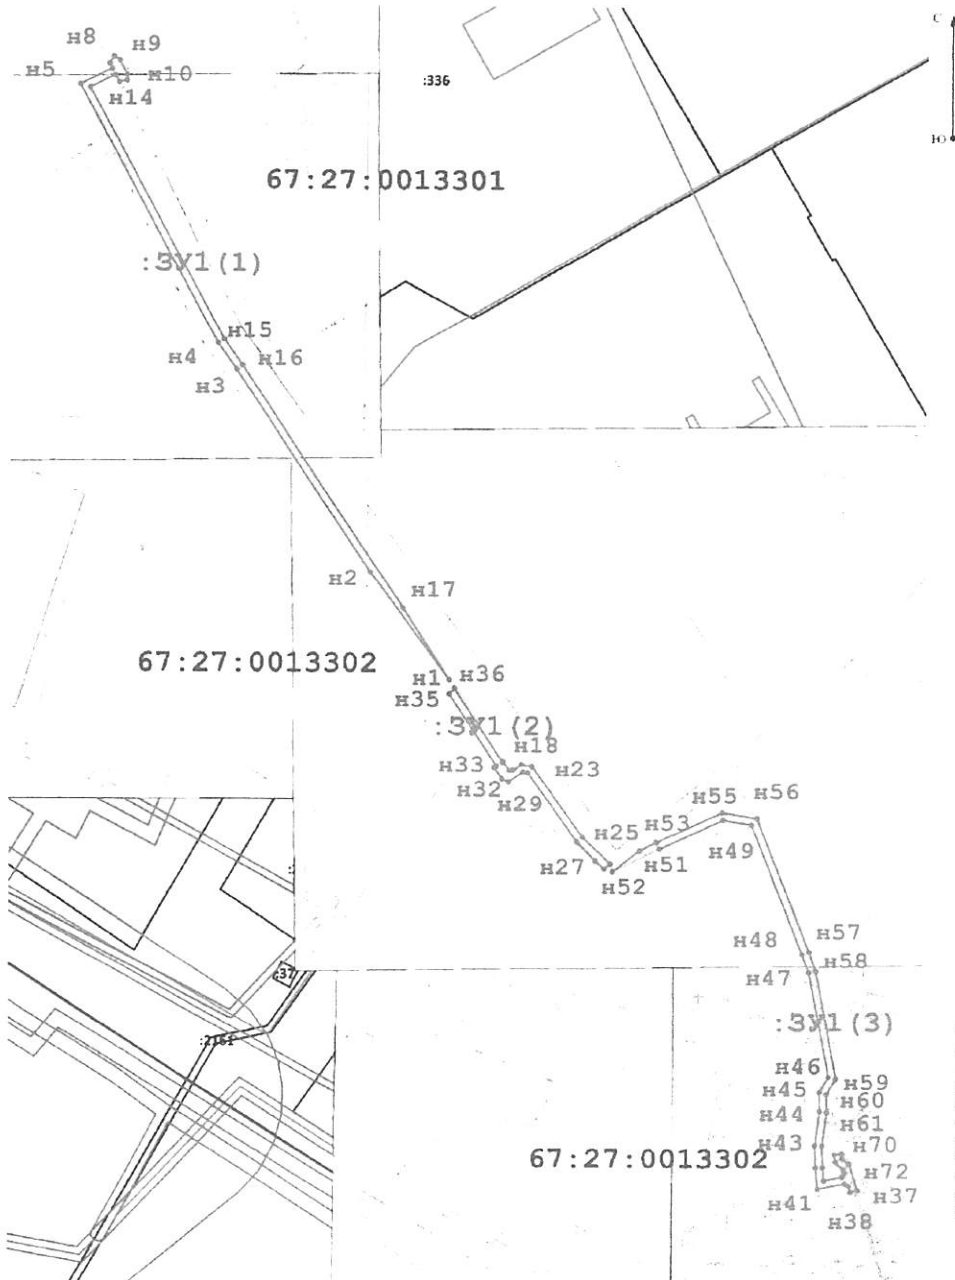 С
н8
н9
н5
н10
:336
н14
Ю
67:27:0013301
:ЗУ1(1)
н15
н4
н16
н3
н2
н17
67:27:0013302
н1
н36
н35
:ЗУ1(2)
н18
н33
н23
н32
н29
н55
н56
н25
н53
н49
н27
н51
н52
н57
н48
н58
:37
н47
:ЗУ1(3)
:2161
н46
н59
н45
н60
н44
н61
н43
н70
67:27:0013302
н72
н37
н41
н38